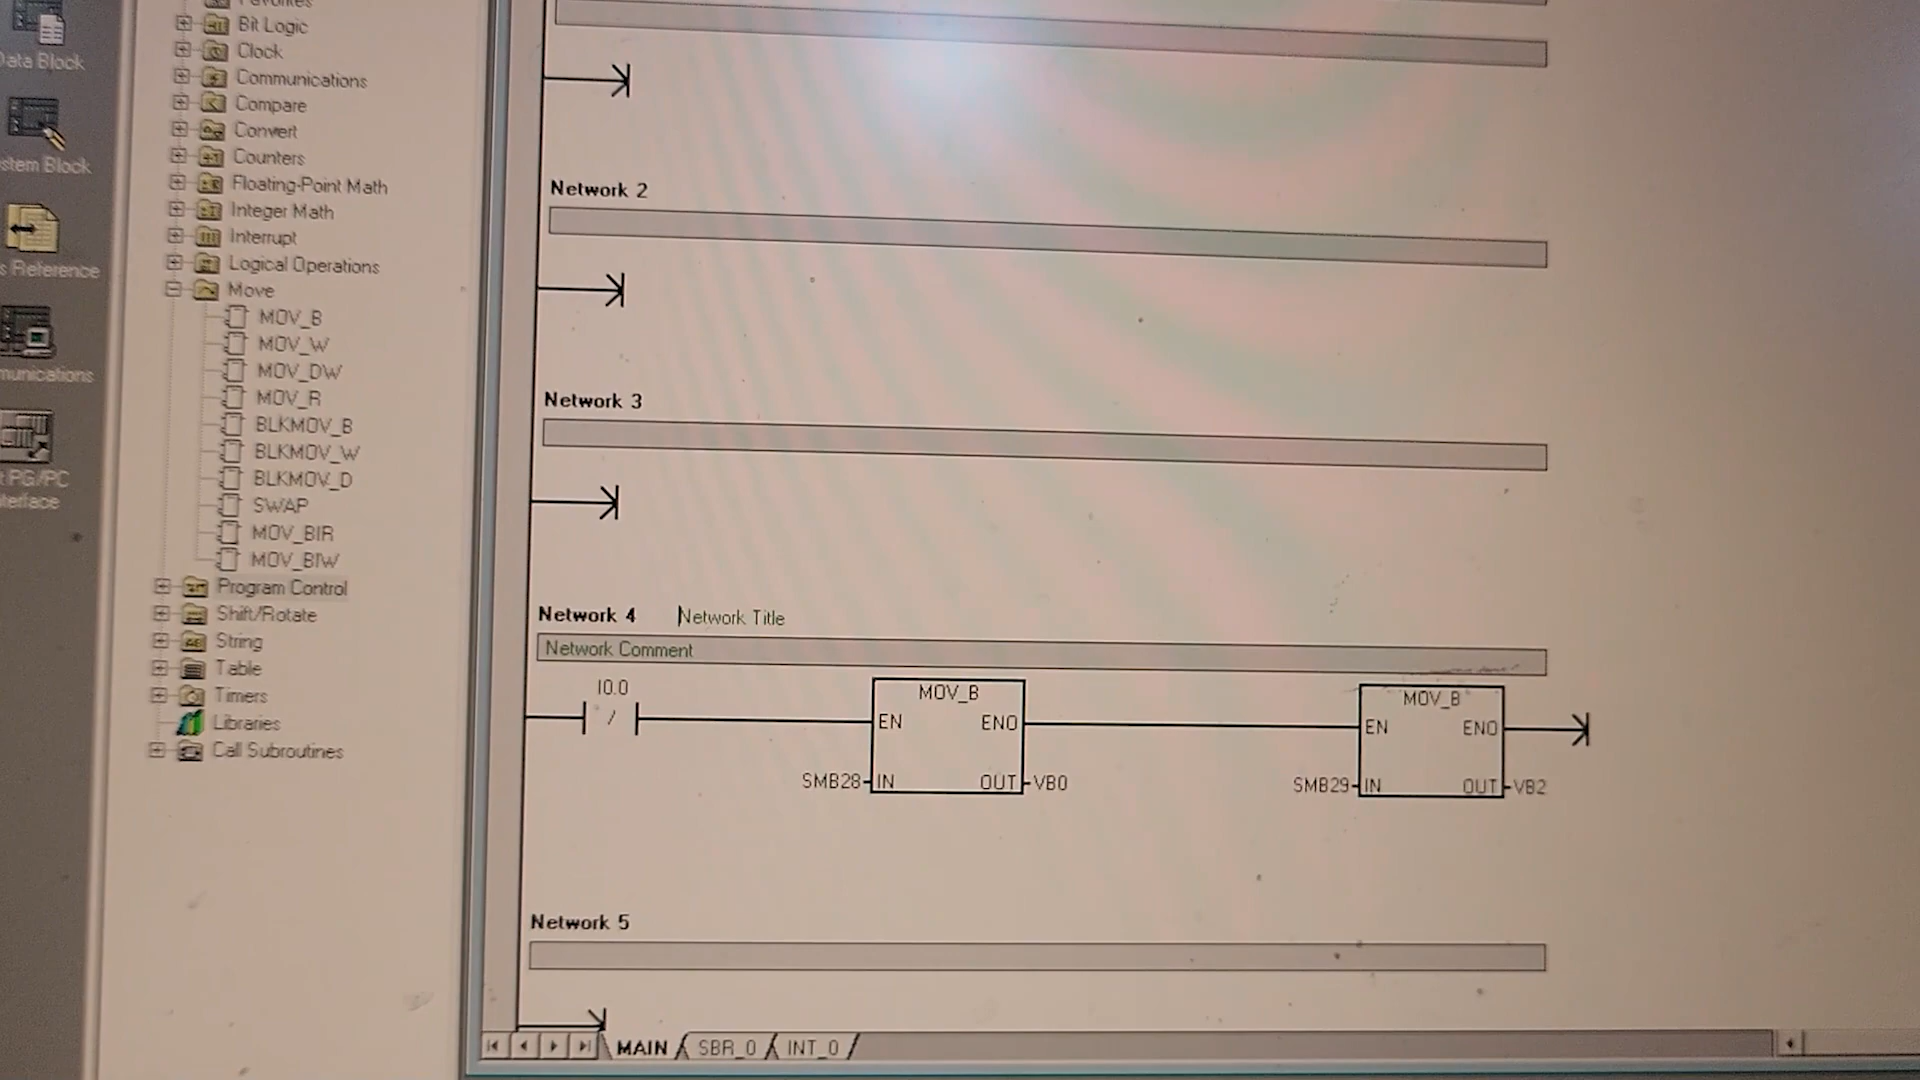 Data Block
stem Block
s Reference
munications
t PG/PC
terface
Favorites
Bit Logic
Clock
Communications
Compare
Convert
Counters
Floating-Point Math
Integer Math
Interrupt
Logical Operations
Move
MOV_B
MOV_W
MOV_DW
MOV_R
BLKMOV_B
BLKMOV_W
BLKMOV_D
SWAP
MOV_BIR
MOV_BIW
Program Control
Shift/Rotate
String
Table
Timers
Libraries
Call Subroutines
Network 2
Network 3
Network 4 Network Title
Network Comment
I0.0
/
MOV_B
EN ENO
SMB28 IN OUT VB0
MOV_B
EN ENO
SMB29 IN OUT VB2
Network 5
MAIN SBR_0 INT_0